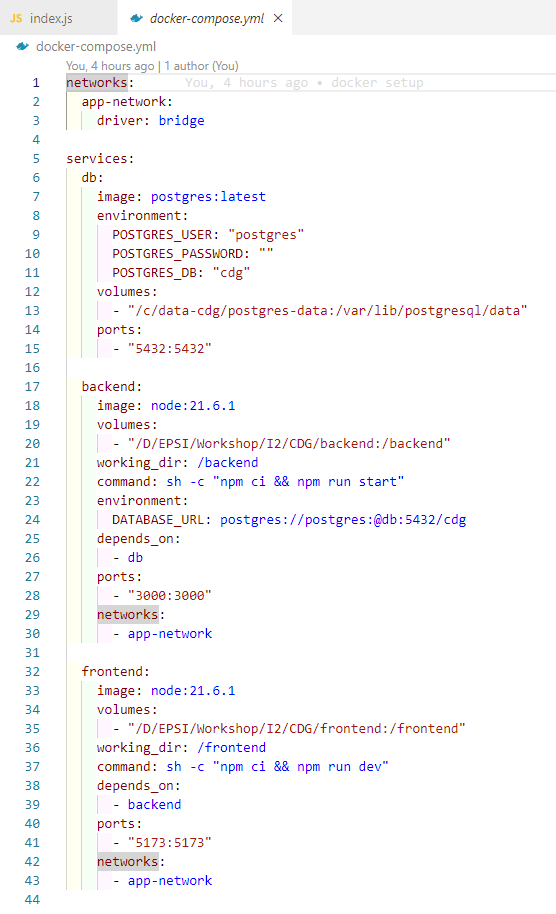 JS index.js docker-compose.yml ×
docker-compose.yml
You, 4 hours ago | 1 author (You)
1 networks: You, 4 hours ago • docker setup
2 app-network:
3 driver: bridge
4
5 services:
6 db:
7 image: postgres:latest
8 environment:
9 POSTGRES_USER: "postgres"
10 POSTGRES_PASSWORD: ""
11 POSTGRES_DB: "cdg"
12 volumes:
13 - "/c/data-cdg/postgres-data:/var/lib/postgresql/data"
14 ports:
15 - "5432:5432"
16
17 backend:
18 image: node:21.6.1
19 volumes:
20 - "/D/EPSI/Workshop/I2/CDG/backend:/backend"
21 working_dir: /backend
22 command: sh -c "npm ci && npm run start"
23 environment:
24 DATABASE_URL: postgres://postgres:@db:5432/cdg
25 depends_on:
26 - db
27 ports:
28 - "3000:3000"
29 networks:
30 - app-network
31
32 frontend:
33 image: node:21.6.1
34 volumes:
35 - "/D/EPSI/Workshop/I2/CDG/frontend:/frontend"
36 working_dir: /frontend
37 command: sh -c "npm ci && npm run dev"
38 depends_on:
39 - backend
40 ports:
41 - "5173:5173"
42 networks:
43 - app-network
44